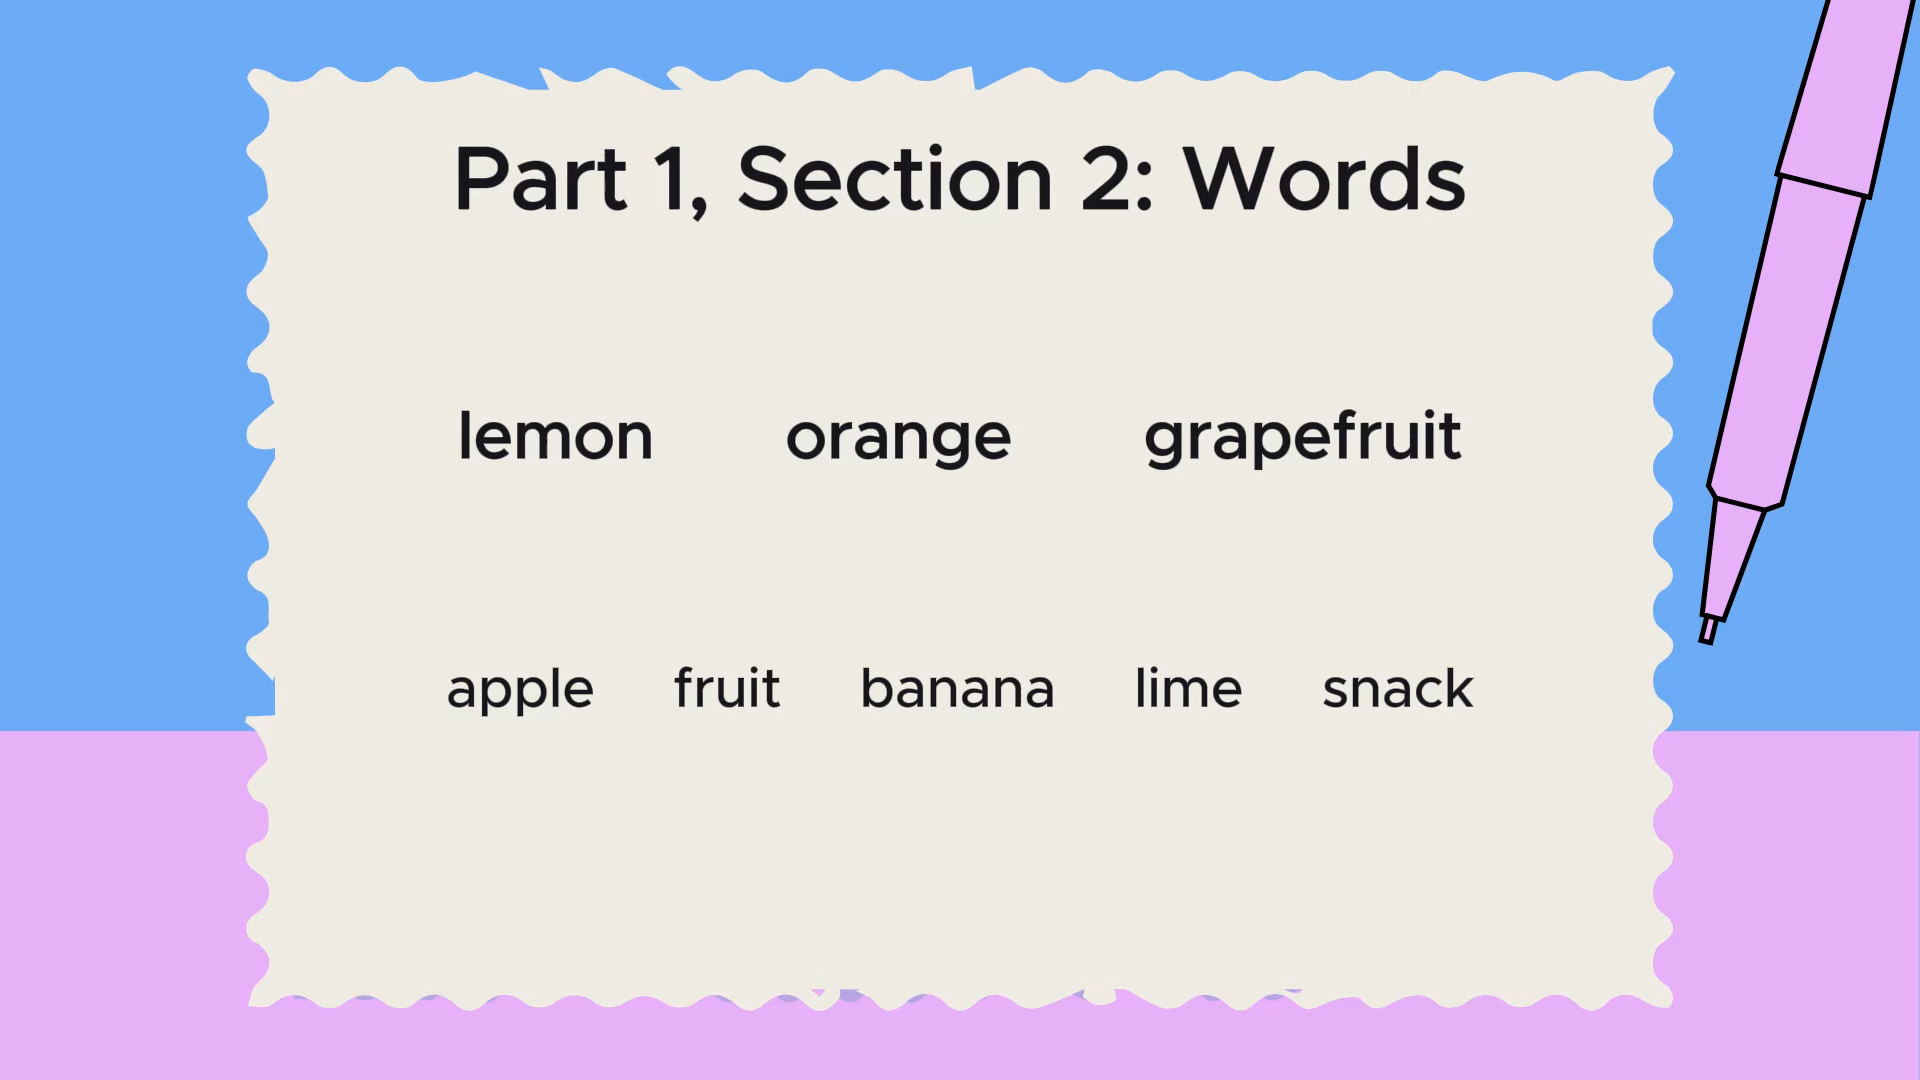 Part 1, Section 2: Words
lemon orange grapefruit
apple fruit banana lime snack